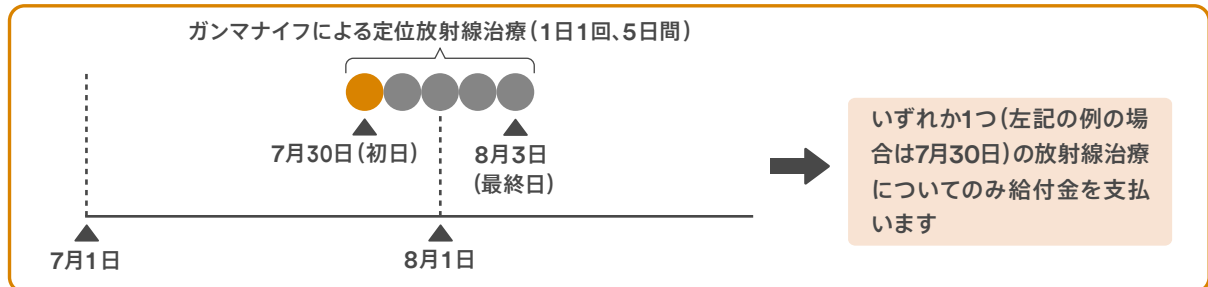 ガンマナイフによる定位放射線治療（1日1回、5日間）
7月30日（初日）
8月3日
（最終日）
7月1日
8月1日
いずれか1つ（左記の例の場
合は7月30日）の放射線治療
についてのみ給付金を支払
います